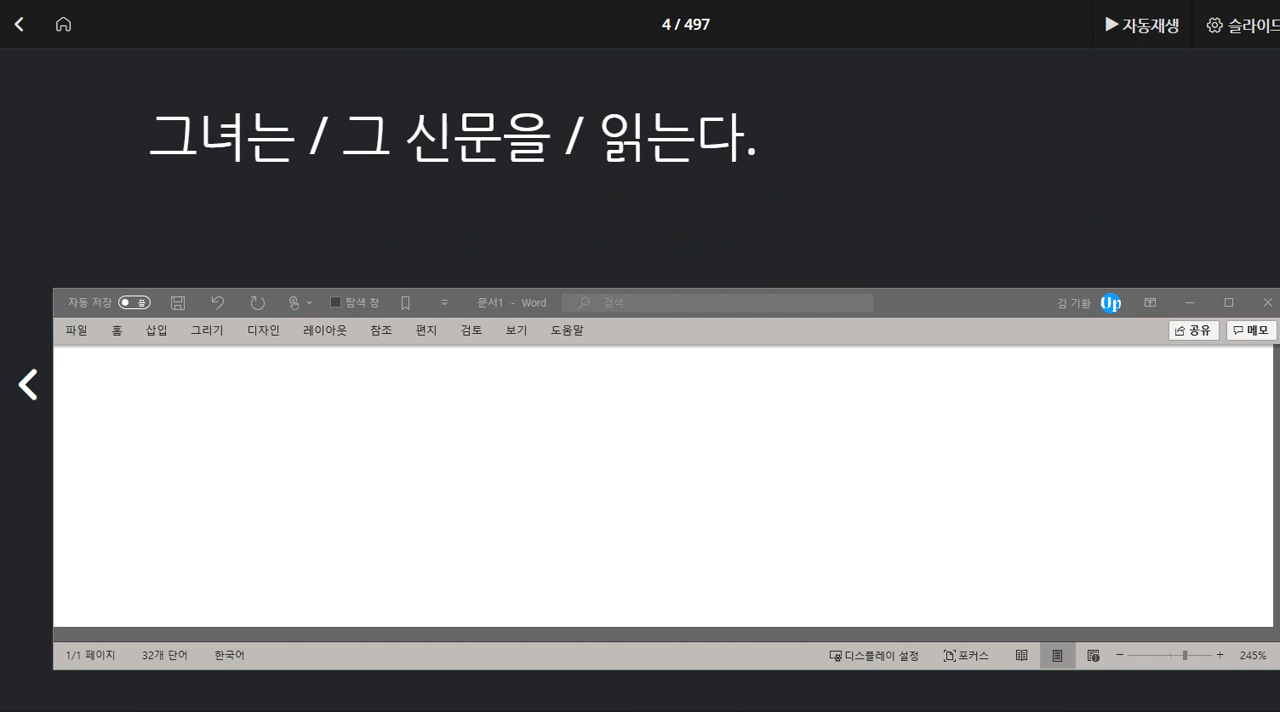 4 / 497
▶ 자동재생
슬라이드
그녀는 / 그 신문을 / 읽는다.
자동 저장 끔 탐색 창 문서1 - Word 검색 김 기환 Up
파일 홈 삽입 그리기 디자인 레이아웃 참조 편지 검토 보기 도움말 공유 메모
1/1 페이지 32개 단어 한국어 디스플레이 설정 포커스 − + 245%